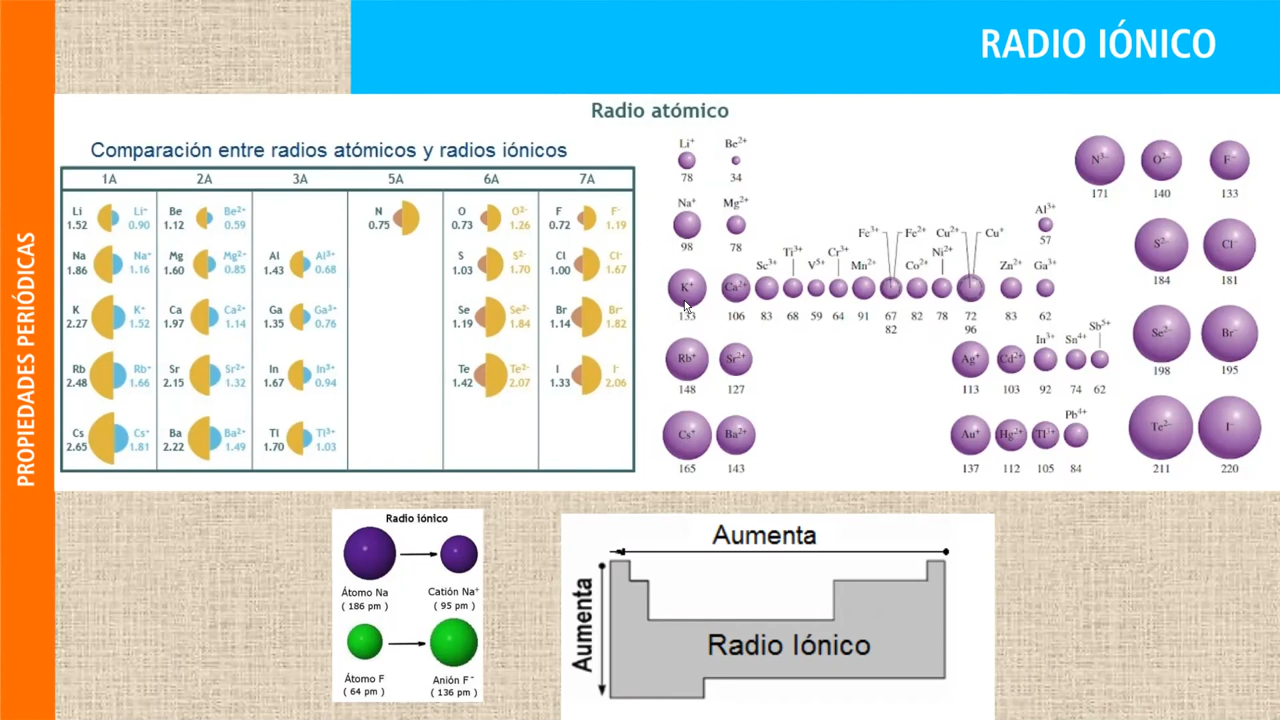 RADIO IÓNICO
PROPIEDADES PERIÓDICAS
Radio atómico
Comparación entre radios atómicos y radios iónicos
1A 2A 3A 5A 6A 7A
Li Li⁺ Be Be²⁺ N O O²⁻ F F⁻
1.52 0.90 1.12 0.59 0.75 0.73 1.26 0.72 1.19
Na Na⁺ Mg Mg²⁺ Al Al³⁺ S S²⁻ Cl Cl⁻
1.86 1.16 1.60 0.85 1.43 0.68 1.03 1.70 1.00 1.67
K K⁺ Ca Ca²⁺ Ga Ga³⁺ Se Se²⁻ Br Br⁻
2.27 1.52 1.97 1.14 1.35 0.76 1.19 1.84 1.14 1.82
Rb Rb⁺ Sr Sr²⁺ In In³⁺ Te Te²⁻ I I⁻
2.48 1.66 2.15 1.32 1.67 0.94 1.42 2.07 1.33 2.06
Cs Cs⁺ Ba Ba²⁺ Tl Tl³⁺
2.65 1.81 2.22 1.49 1.70 1.03
Li⁺ Be²⁺ N³⁻ O²⁻ F⁻
78 34 171 140 133
Na⁺ Mg²⁺ Al³⁺ S²⁻ Cl⁻
98 78 57 184 181
Fe³⁺ Fe²⁺ Cu²⁺ Cu⁺
Ti³⁺ Cr³⁺ Ni²⁺
K⁺ Ca²⁺ Sc³⁺ V⁵⁺ Mn²⁺ Co²⁺ Zn²⁺ Ga³⁺
133 106 83 68 59 64 91 67 82 78 72 83 62
82 96
Sb⁵⁺
Rb⁺ Sr²⁺ Ag⁺ Cd²⁺ In³⁺ Sn⁴⁺ Se²⁻ Br⁻
148 127 113 103 92 74 62 198 195
Pb⁴⁺
Cs⁺ Ba²⁺ Au⁺ Hg²⁺ Tl³⁺ Te²⁻ I⁻
165 143 137 112 105 84 211 220
Radio iónico
Átomo Na Catión Na⁺
( 186 pm ) ( 95 pm )
Átomo F Anión F⁻
( 64 pm ) ( 136 pm )
Aumenta
Aumenta
Radio Iónico